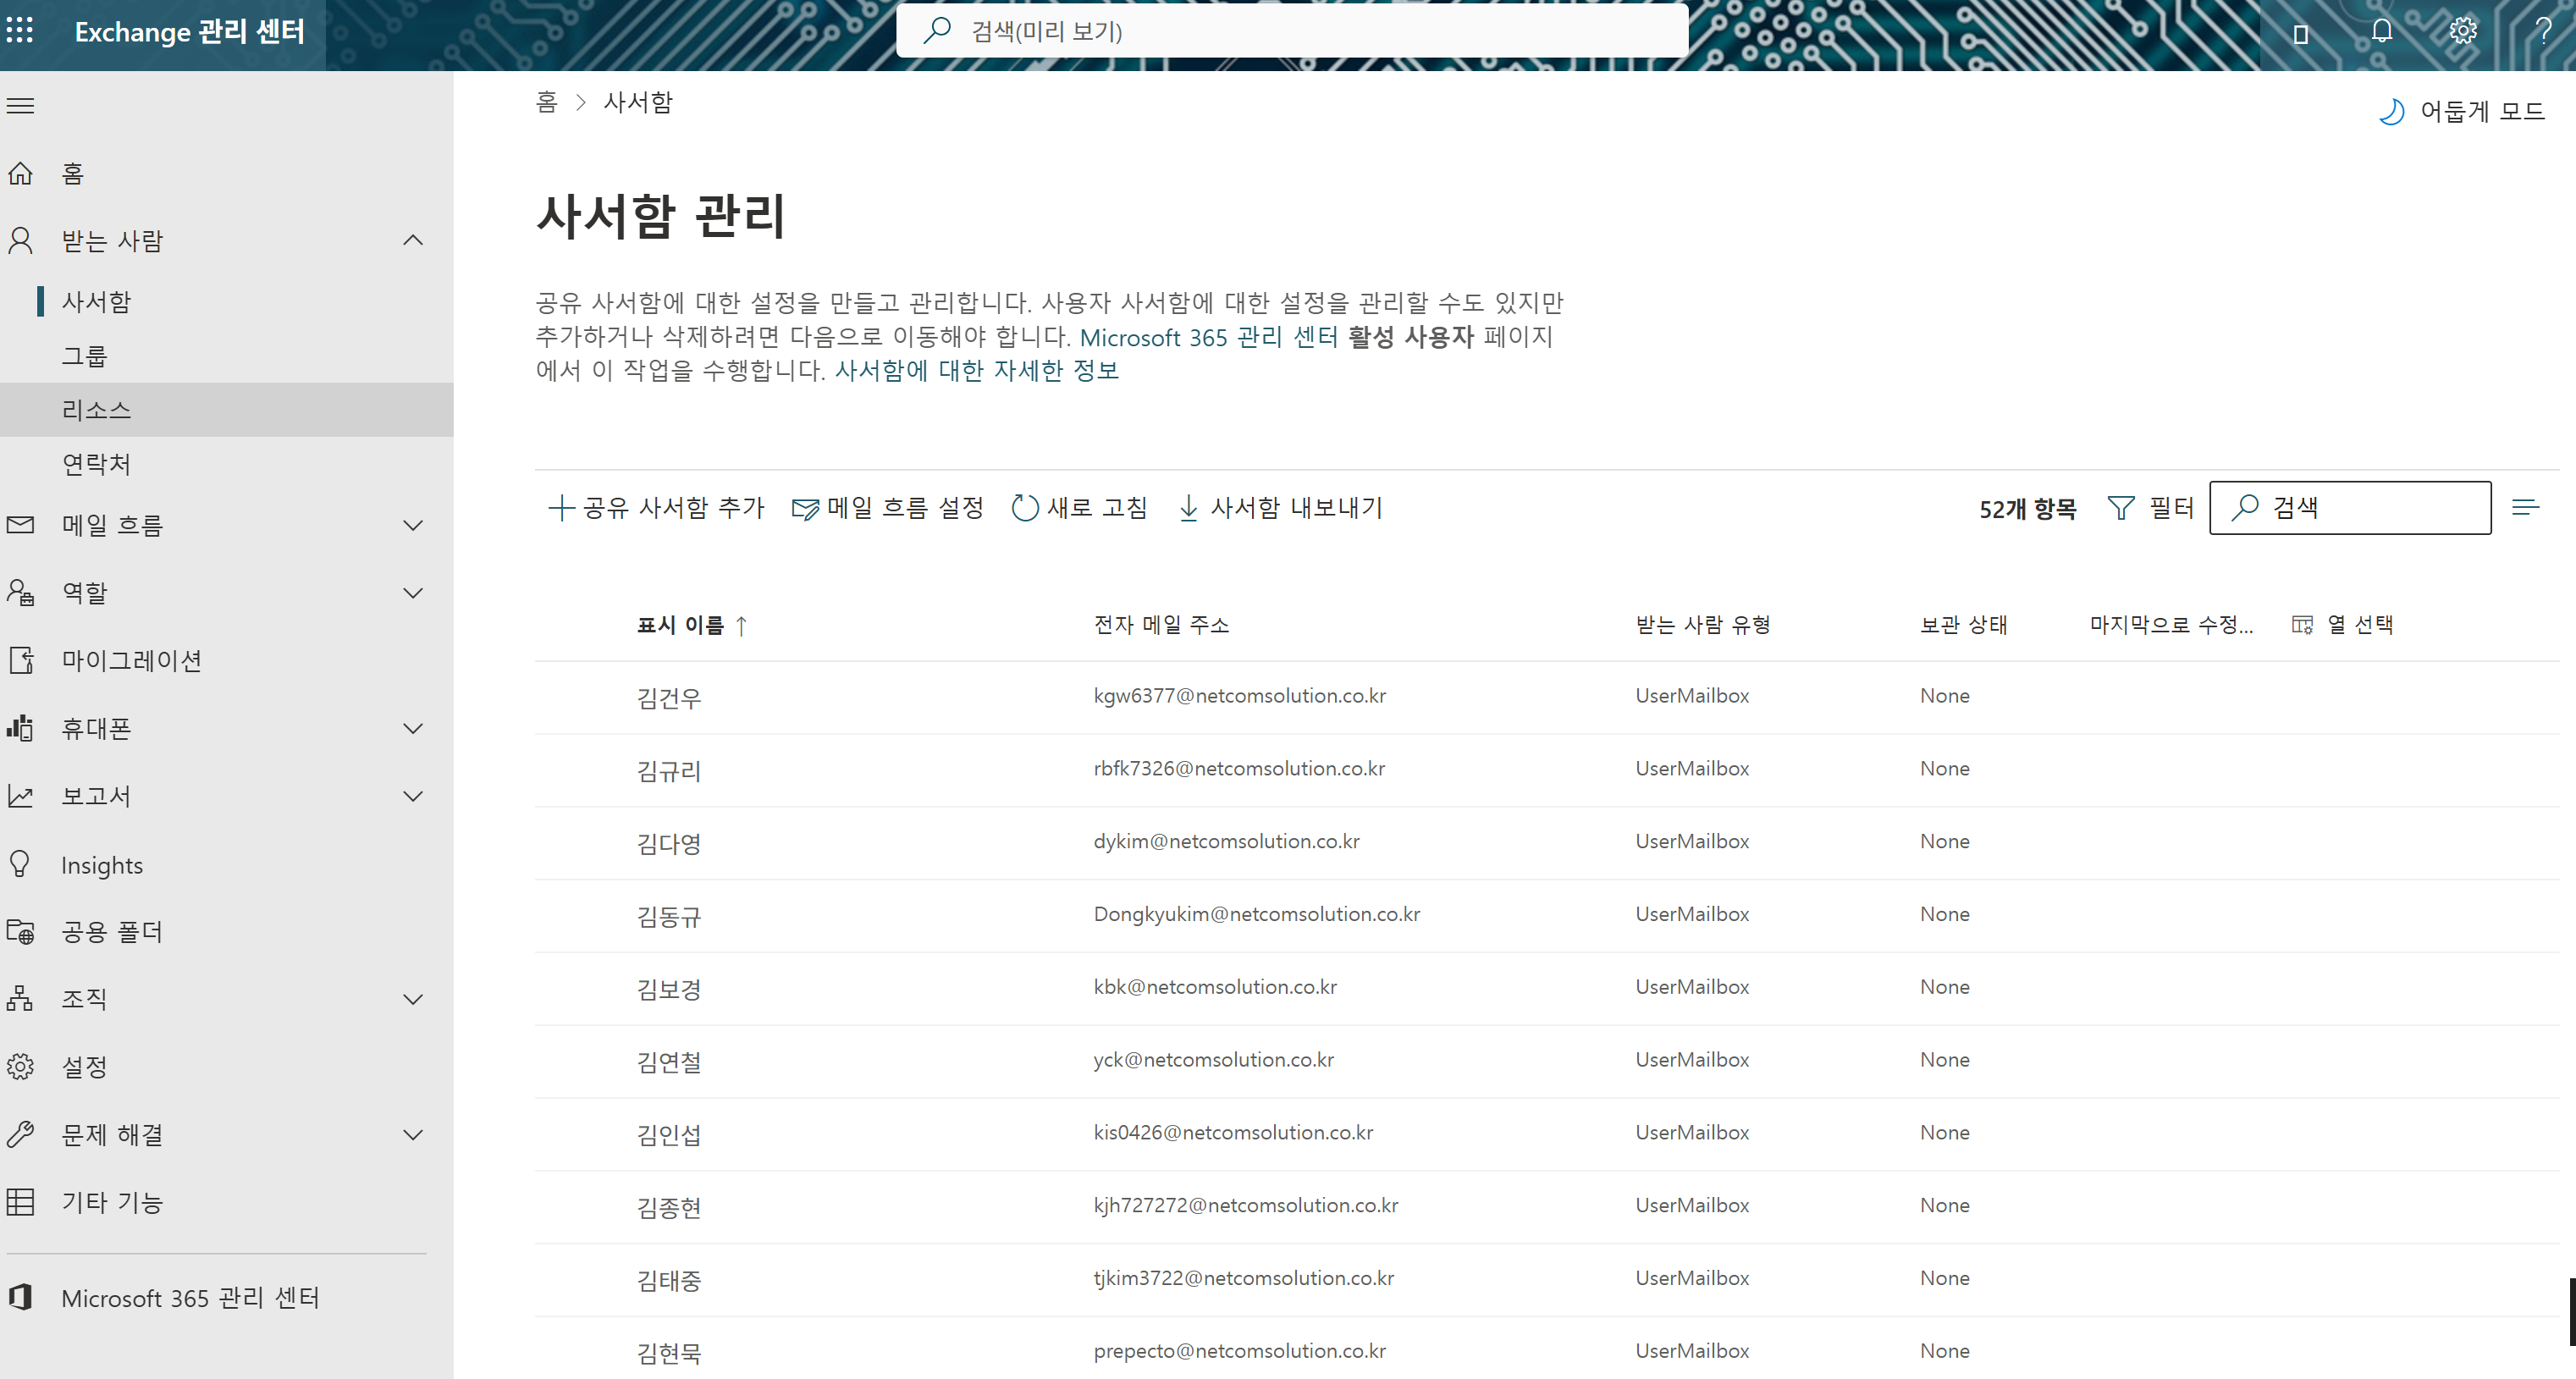 Exchange 관리 센터
검색(미리 보기)
홈 > 사서함
어둡게 모드
홈
받는 사람
사서함
그룹
리소스
연락처
메일 흐름
역할
마이그레이션
휴대폰
보고서
Insights
공용 폴더
조직
설정
문제 해결
기타 기능
Microsoft 365 관리 센터
사서함 관리
공유 사서함에 대한 설정을 만들고 관리합니다. 사용자 사서함에 대한 설정을 관리할 수도 있지만
추가하거나 삭제하려면 다음으로 이동해야 합니다. Microsoft 365 관리 센터 활성 사용자 페이지
에서 이 작업을 수행합니다. 사서함에 대한 자세한 정보
공유 사서함 추가 메일 흐름 설정 새로 고침 사서함 내보내기 52개 항목 필터 검색
표시 이름 ↑ 전자 메일 주소 받는 사람 유형 보관 상태 마지막으로 수정... 열 선택
김건우 kgw6377@netcomsolution.co.kr UserMailbox None
김규리 rbfk7326@netcomsolution.co.kr UserMailbox None
김다영 dykim@netcomsolution.co.kr UserMailbox None
김동규 Dongkyukim@netcomsolution.co.kr UserMailbox None
김보경 kbk@netcomsolution.co.kr UserMailbox None
김연철 yck@netcomsolution.co.kr UserMailbox None
김인섭 kis0426@netcomsolution.co.kr UserMailbox None
김종현 kjh727272@netcomsolution.co.kr UserMailbox None
김태중 tjkim3722@netcomsolution.co.kr UserMailbox None
김현묵 prepecto@netcomsolution.co.kr UserMailbox None